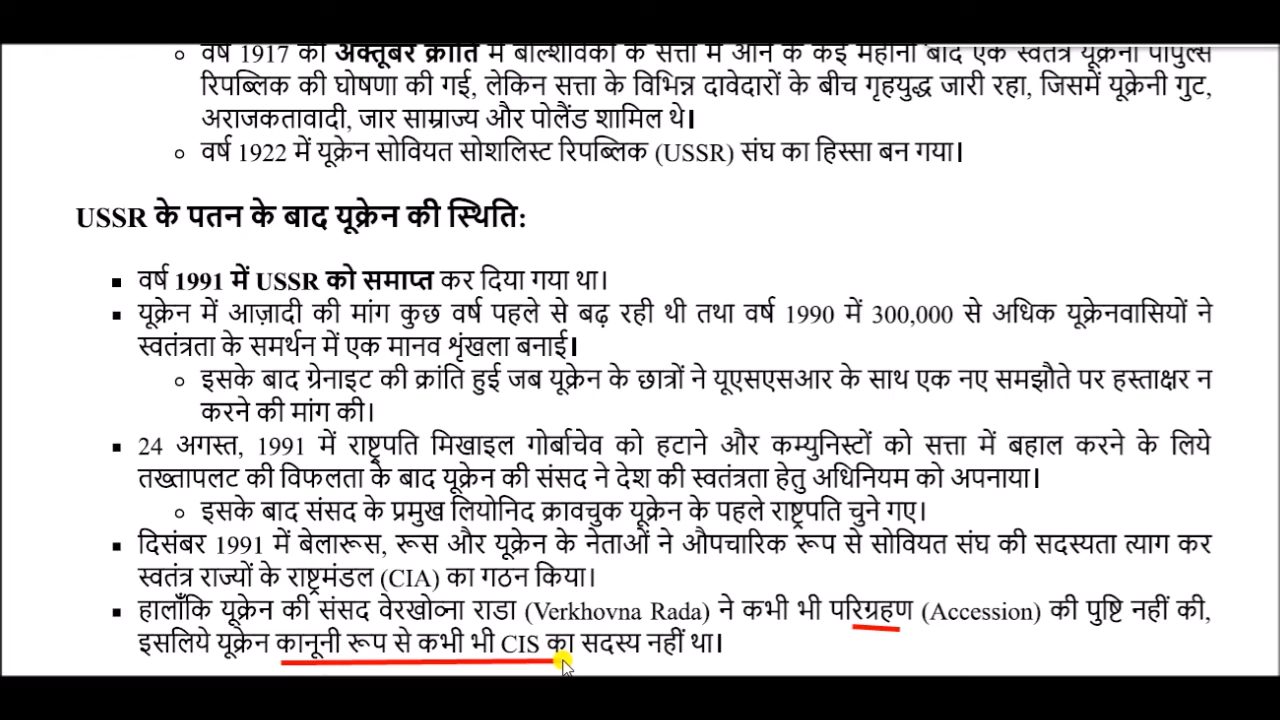 वर्ष 1917 की अक्तूबर क्रांति में बोल्शेविकों के सत्ता में आने के कई महीनों बाद एक स्वतंत्र यूक्रेनी पीपुल्स
रिपब्लिक की घोषणा की गई, लेकिन सत्ता के विभिन्न दावेदारों के बीच गृहयुद्ध जारी रहा, जिसमें यूक्रेनी गुट,
अराजकतावादी, जार साम्राज्य और पोलैंड शामिल थे।
वर्ष 1922 में यूक्रेन सोवियत सोशलिस्ट रिपब्लिक (USSR) संघ का हिस्सा बन गया।
USSR के पतन के बाद यूक्रेन की स्थिति:
वर्ष 1991 में USSR को समाप्त कर दिया गया था।
यूक्रेन में आज़ादी की मांग कुछ वर्ष पहले से बढ़ रही थी तथा वर्ष 1990 में 300,000 से अधिक यूक्रेनवासियों ने
स्वतंत्रता के समर्थन में एक मानव शृंखला बनाई।
इसके बाद ग्रेनाइट की क्रांति हुई जब यूक्रेन के छात्रों ने यूएसएसआर के साथ एक नए समझौते पर हस्ताक्षर न
करने की मांग की।
24 अगस्त, 1991 में राष्ट्रपति मिखाइल गोर्बाचेव को हटाने और कम्युनिस्टों को सत्ता में बहाल करने के लिये
तख्तापलट की विफलता के बाद यूक्रेन की संसद ने देश की स्वतंत्रता हेतु अधिनियम को अपनाया।
इसके बाद संसद के प्रमुख लियोनिद क्रावचुक यूक्रेन के पहले राष्ट्रपति चुने गए।
दिसंबर 1991 में बेलारूस, रूस और यूक्रेन के नेताओं ने औपचारिक रूप से सोवियत संघ की सदस्यता त्याग कर
स्वतंत्र राज्यों के राष्ट्रमंडल (CIA) का गठन किया।
हालाँकि यूक्रेन की संसद वेरखोव्ना राडा (Verkhovna Rada) ने कभी भी परिग्रहण (Accession) की पुष्टि नहीं की,
इसलिये यूक्रेन कानूनी रूप से कभी भी CIS का सदस्य नहीं था।